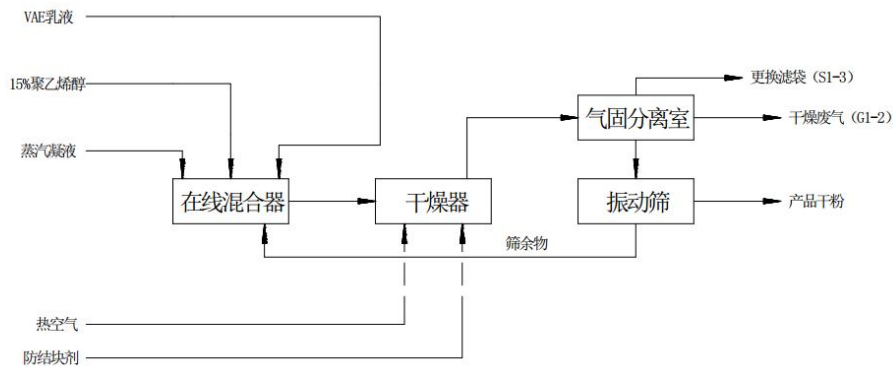 VAE乳液
15%聚乙烯醇
更换滤袋（S1-3）
气固分离室
干燥废气（G1-2）
蒸汽凝液
在线混合器
干燥器
振动筛
产品干粉
筛余物
热空气
防结块剂